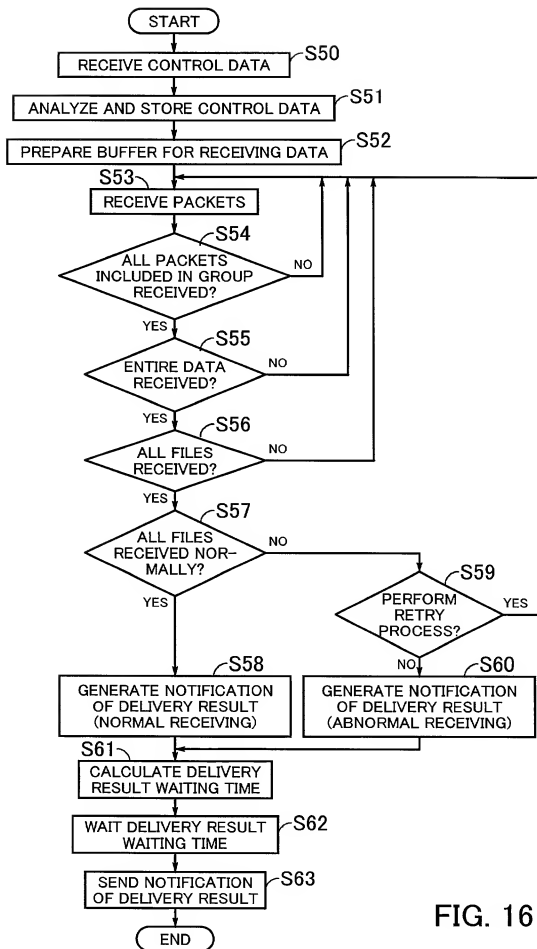 START
S50
RECEIVE CONTROL DATA
S51
ANALYZE AND STORE CONTROL DATA
S52
PREPARE BUFFER FOR RECEIVING DATA
S53
RECEIVE PACKETS
S54
ALL PACKETS
INCLUDED IN GROUP
RECEIVED?
NO
YES
S55
ENTIRE DATA
RECEIVED?
NO
YES
S56
ALL FILES
RECEIVED?
NO
YES
S57
ALL FILES
RECEIVED NOR-
MALLY?
NO
YES
S59
PERFORM
RETRY
PROCESS?
YES
NO
S58
GENERATE NOTIFICATION
OF DELIVERY RESULT
(NORMAL RECEIVING)
S60
GENERATE NOTIFICATION
OF DELIVERY RESULT
(ABNORMAL RECEIVING)
S61
CALCULATE DELIVERY
RESULT WAITING TIME
S62
WAIT DELIVERY RESULT
WAITING TIME
S63
SEND NOTIFICATION
OF DELIVERY RESULT
END
FIG. 16